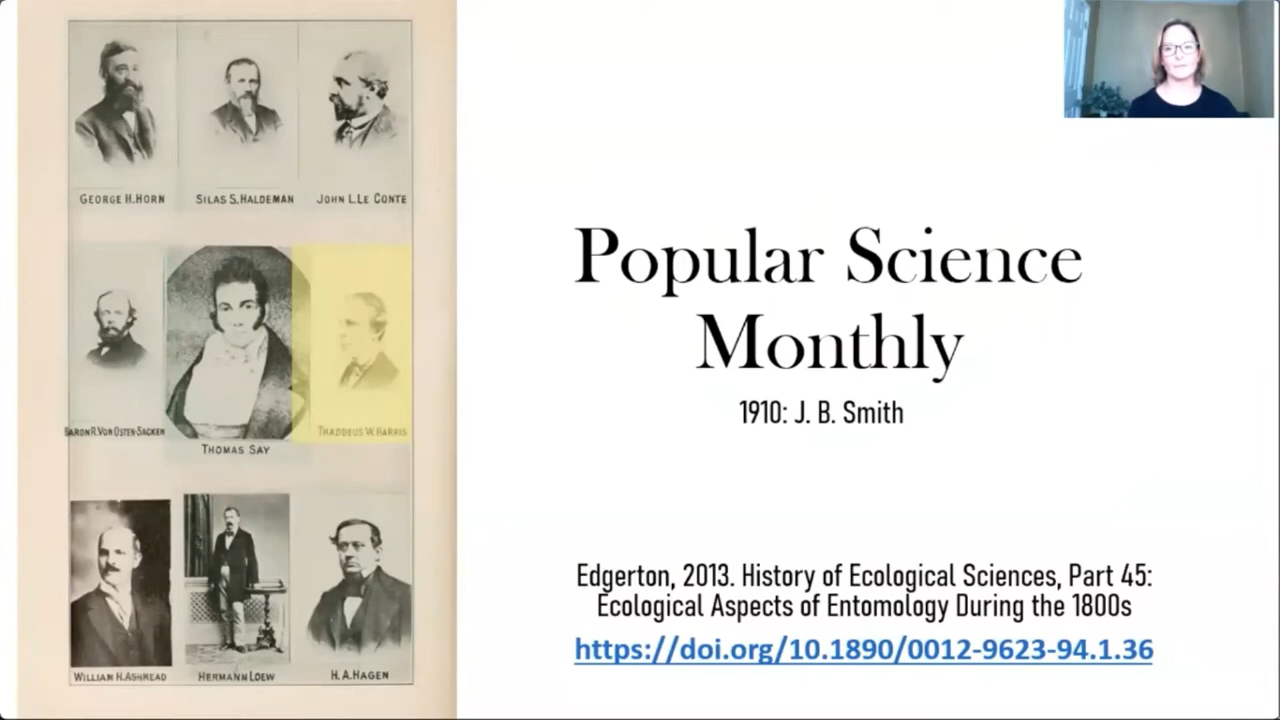 GEORGE H. HORN
SILAS S. HALDEMAN
JOHN L. LE CONTE
BARON R. VON OSTEN-SACKEN
THOMAS SAY
THADDEUS W. HARRIS
WILLIAN H. ASHREAD
HERMANN LOEW
H. A. HAGEN
Popular Science
Monthly
1910: J. B. Smith
Edgerton, 2013. History of Ecological Sciences, Part 45:
Ecological Aspects of Entomology During the 1800s
https://doi.org/10.1890/0012-9623-94.1.36